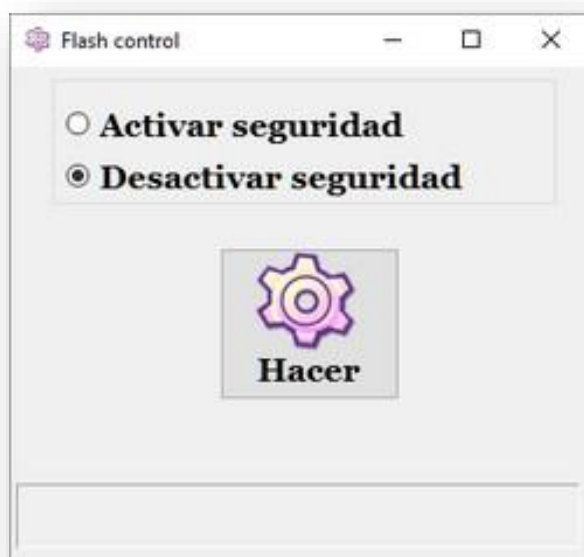 Flash control
Activar seguridad
Desactivar seguridad
Hacer